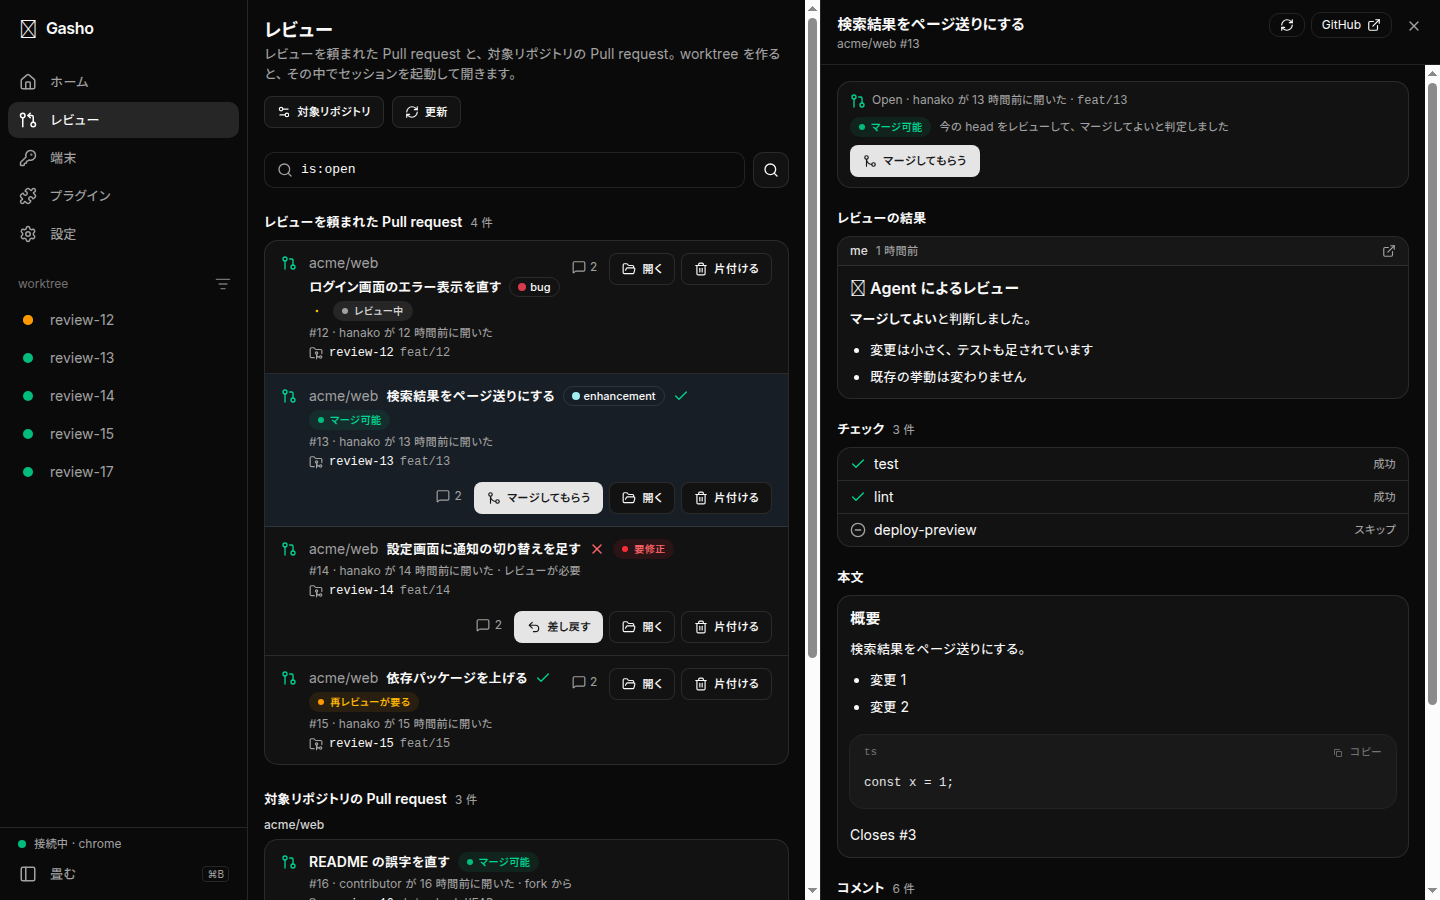 Gasho
ホーム
レビュー
端末
プラグイン
設定
worktree
review-12
review-13
review-14
review-15
review-17
接続中 · chrome
畳む
⌘B
レビュー
レビューを頼まれた Pull request と、対象リポジトリの Pull request。worktree を作る
と、その中でセッションを起動して開きます。
対象リポジトリ
更新
is:open
レビューを頼まれた Pull request 4 件
acme/web
2
開く
片付ける
ログイン画面のエラー表示を直す
bug
レビュー中
#12 · hanako が 12 時間前に開いた
review-12 feat/12
acme/web 検索結果をページ送りにする
enhancement
マージ可能
#13 · hanako が 13 時間前に開いた
review-13 feat/13
2
マージしてもらう
開く
片付ける
acme/web 設定画面に通知の切り替えを足す
要修正
#14 · hanako が 14 時間前に開いた · レビューが必要
review-14 feat/14
2
差し戻す
開く
片付ける
acme/web 依存パッケージを上げる
2
開く
片付ける
再レビューが要る
#15 · hanako が 15 時間前に開いた
review-15 feat/15
対象リポジトリの Pull request 3 件
acme/web
README の誤字を直す
マージ可能
#16 · contributor が 16 時間前に開いた · fork から
検索結果をページ送りにする
acme/web #13
GitHub
Open · hanako が 13 時間前に開いた · feat/13
マージ可能
今の head をレビューして、マージしてよいと判定しました
マージしてもらう
レビューの結果
me 1 時間前
Agent によるレビュー
マージしてよいと判断しました。
変更は小さく、テストも足されています
既存の挙動は変わりません
チェック 3 件
test 成功
lint 成功
deploy-preview スキップ
本文
概要
検索結果をページ送りにする。
変更 1
変更 2
ts
コピー
const x = 1;
Closes #3
コメント 6 件